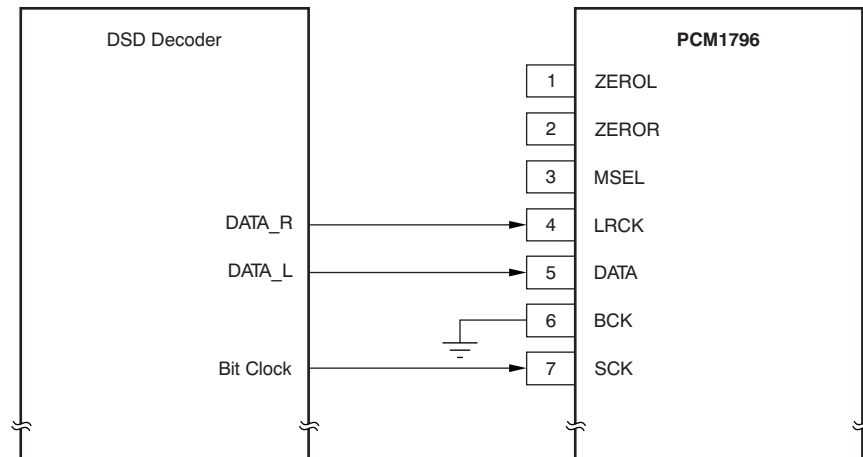 DSD Decoder
PCM1796
1 ZEROL
2 ZEROR
3 MSEL
DATA_R 4 LRCK
DATA_L 5 DATA
6 BCK
Bit Clock 7 SCK